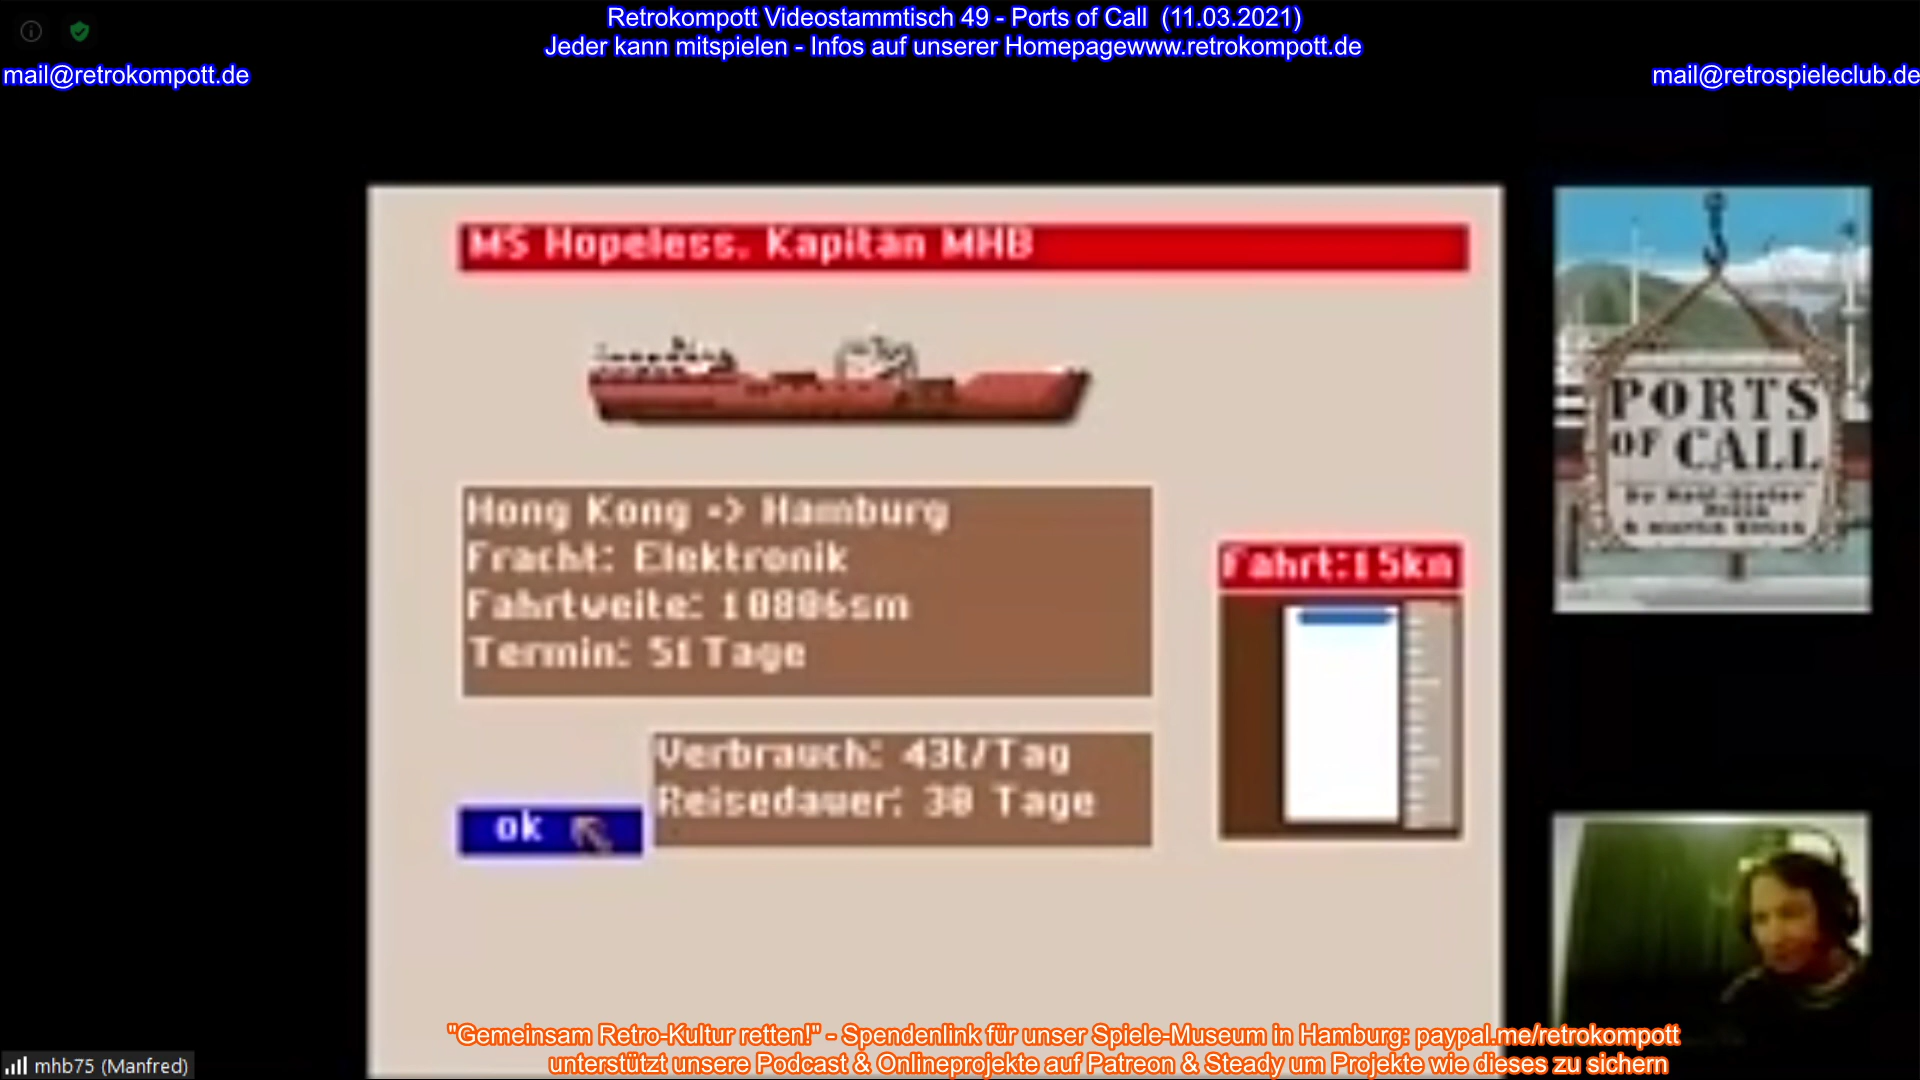 Retrokompott Videostammtisch 49 - Ports of Call (11.03.2021)
Jeder kann mitspielen - Infos auf unserer Homepagewww.retrokompott.de
mail@retrokompott.de
mail@retrospieleclub.de
MS Hopeless. Kapitän MHB
Hong Kong -> Hamburg
Fracht: Elektronik
Fahrtweite: 10806sm
Termin: 51 Tage
Fahrt:15kn
Verbrauch: 43t/Tag
Reisedauer: 30 Tage
ok
PORTS
OF CALL
"Gemeinsam Retro-Kultur retten!" - Spendenlink für unser Spiele-Museum in Hamburg: paypal.me/retrokompott
unterstützt unsere Podcast & Onlineprojekte auf Patreon & Steady um Projekte wie dieses zu sichern
mhb75 (Manfred)